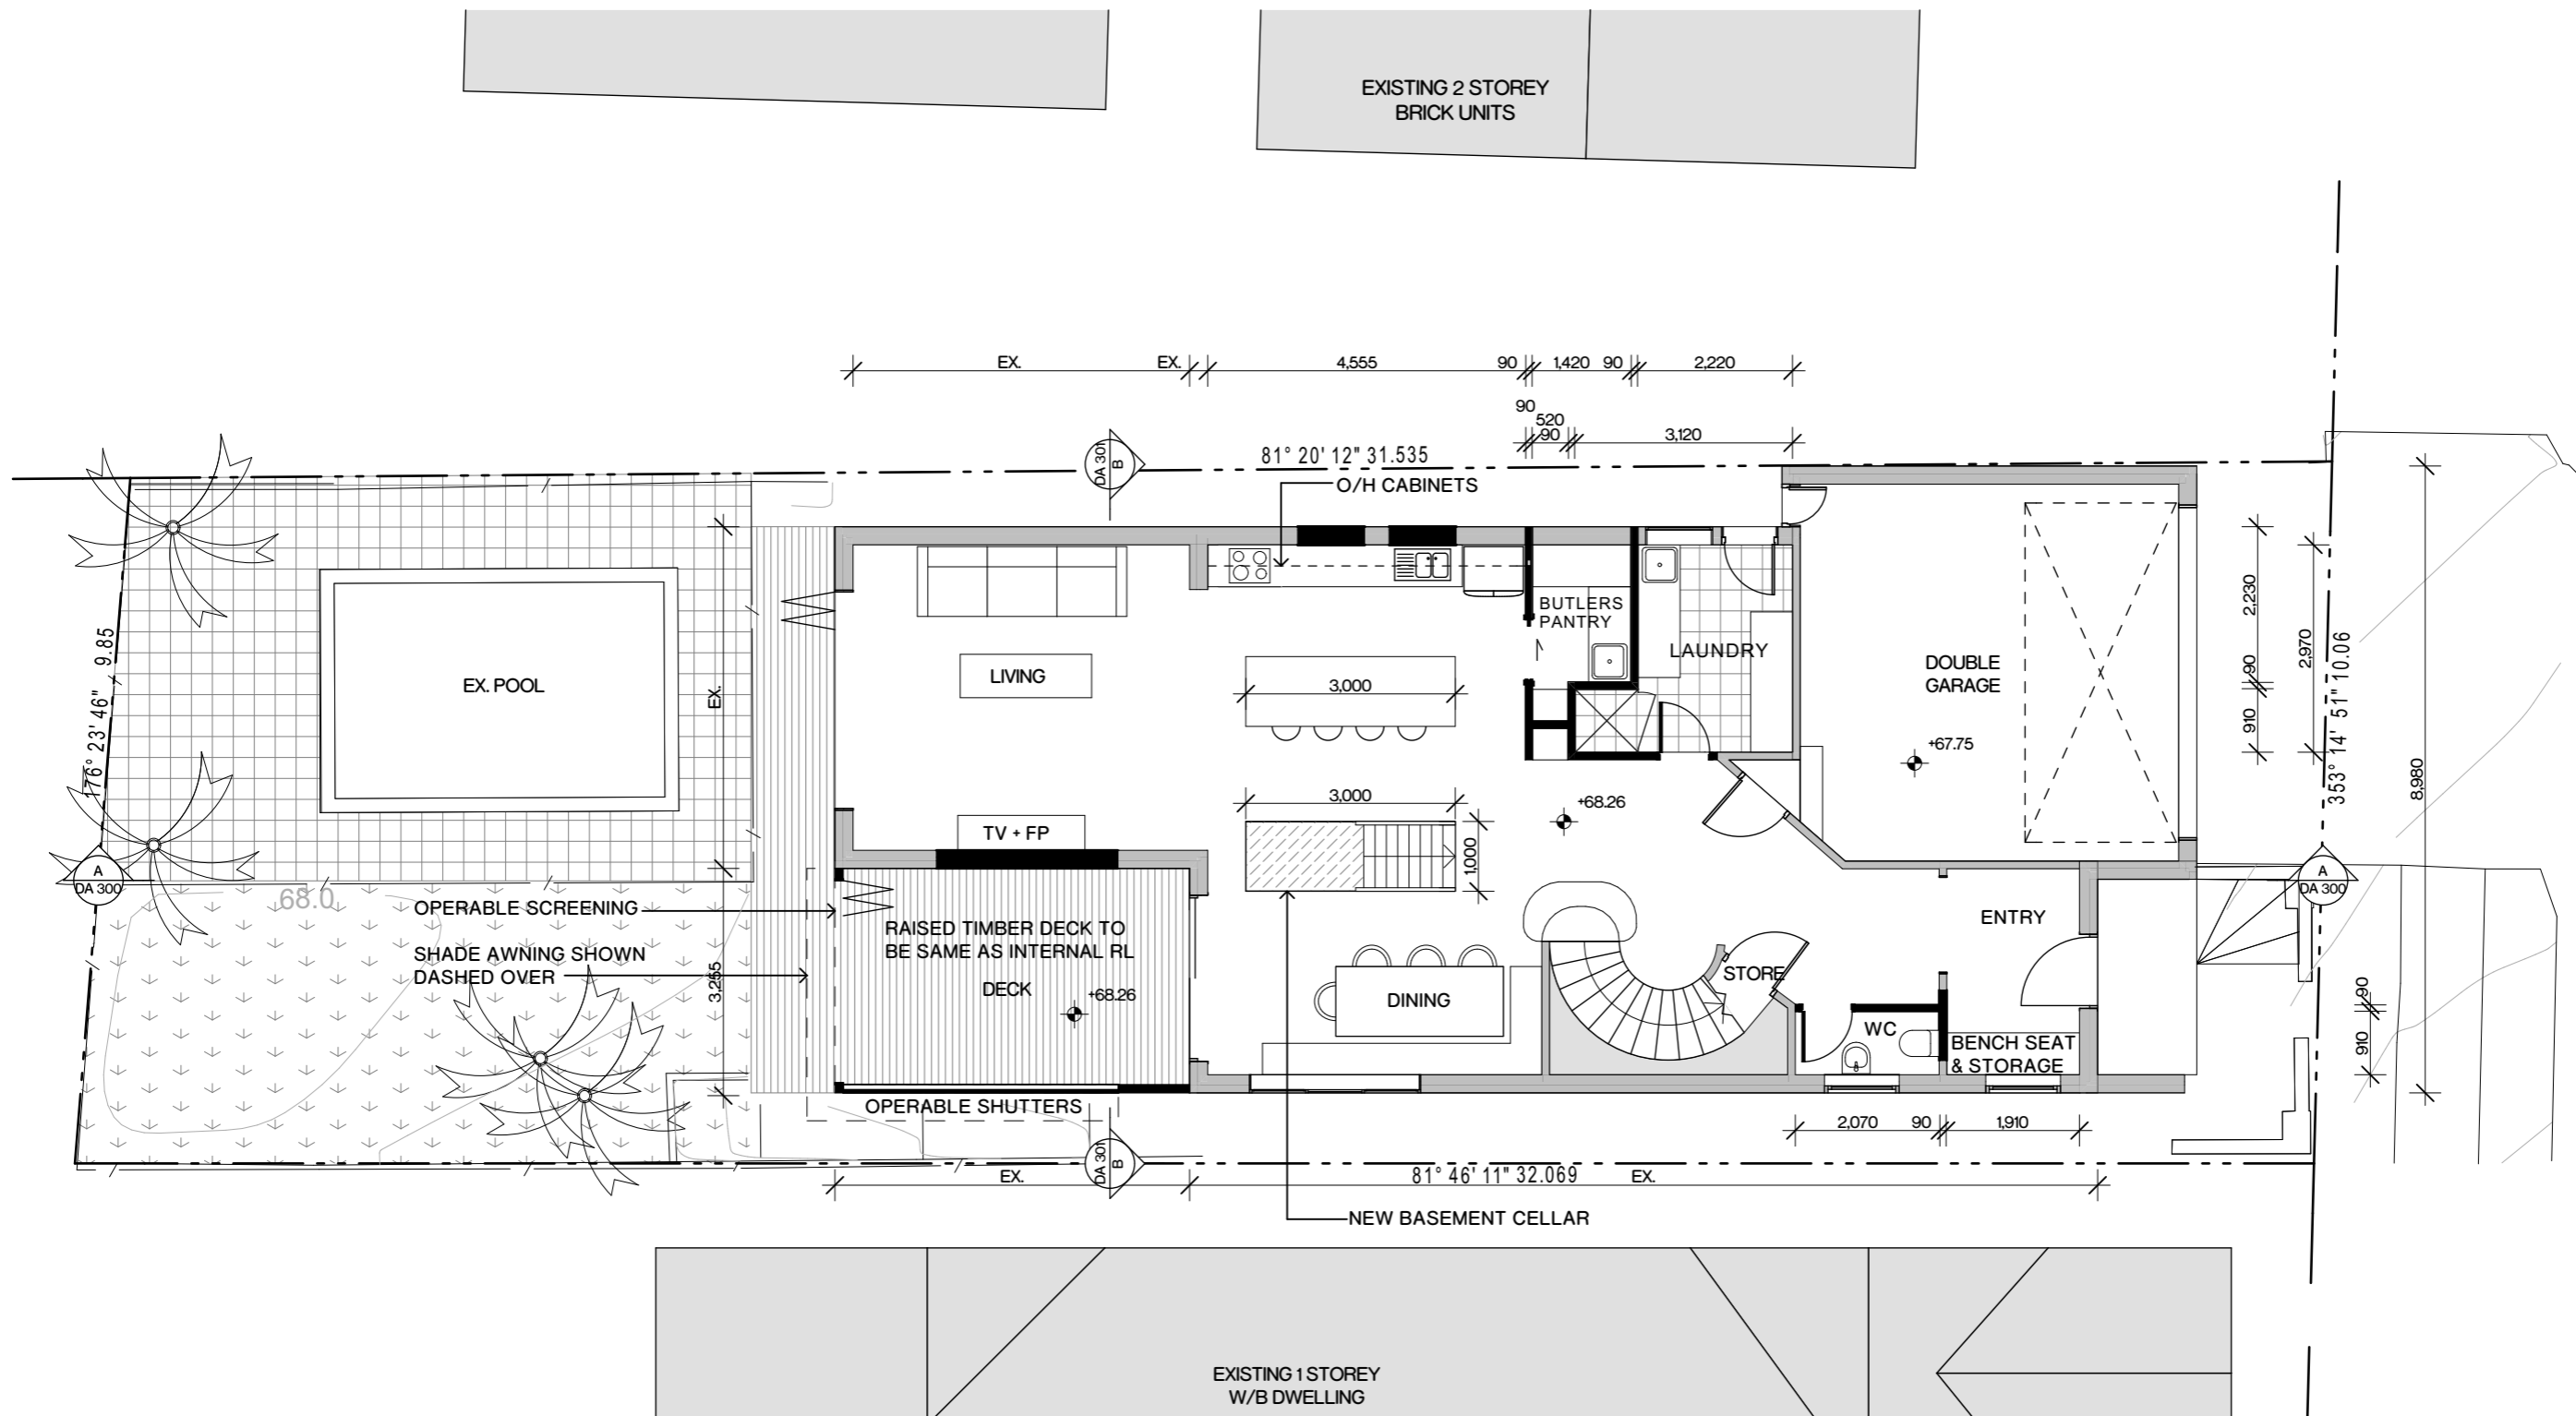 EXISTING 2 STOREY
BRICK UNITS
EX.
EX.
4,555
90
1,420
90
2,220
90
520
90
3,120
81° 20' 12" 31.535
DA 301
B
O/H CABINETS
176° 23' 46" 9.85
EX. POOL
EX.
LIVING
3,000
BUTLERS
PANTRY
LAUNDRY
DOUBLE
GARAGE
+67.75
2,230
90
910
2,970
353° 14' 51" 10.06
8,980
3,000
1,000
+68.26
TV + FP
A
DA 300
68.0
OPERABLE SCREENING
SHADE AWNING SHOWN
DASHED OVER
3,255
RAISED TIMBER DECK TO
BE SAME AS INTERNAL RL
DECK
+68.26
DINING
STORE
ENTRY
WC
BENCH SEAT
& STORAGE
A
DA 300
90
910
OPERABLE SHUTTERS
2,070
90
1,910
DA 301
B
EX.
81° 46' 11" 32.069
EX.
NEW BASEMENT CELLAR
EXISTING 1 STOREY
W/B DWELLING